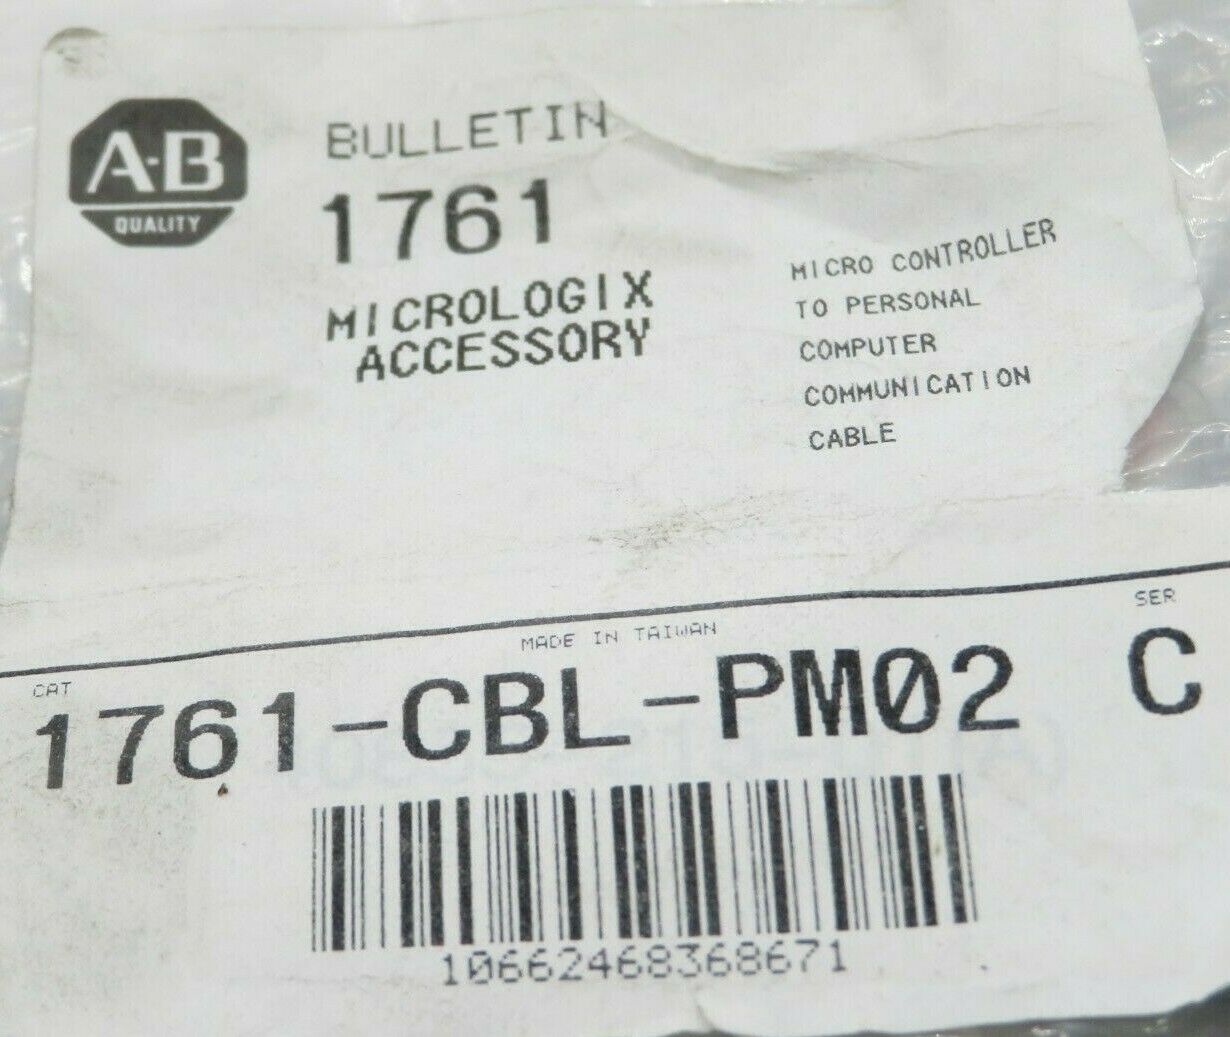 A-B
QUALITY
BULLETIN
1761
MICROLOGIX
ACCESSORY
MICRO CONTROLLER
TO PERSONAL
COMPUTER
COMMUNICATION
CABLE
MADE IN TAIWAN
CAT
1761-CBL-PM02
SER
C
10662468368671